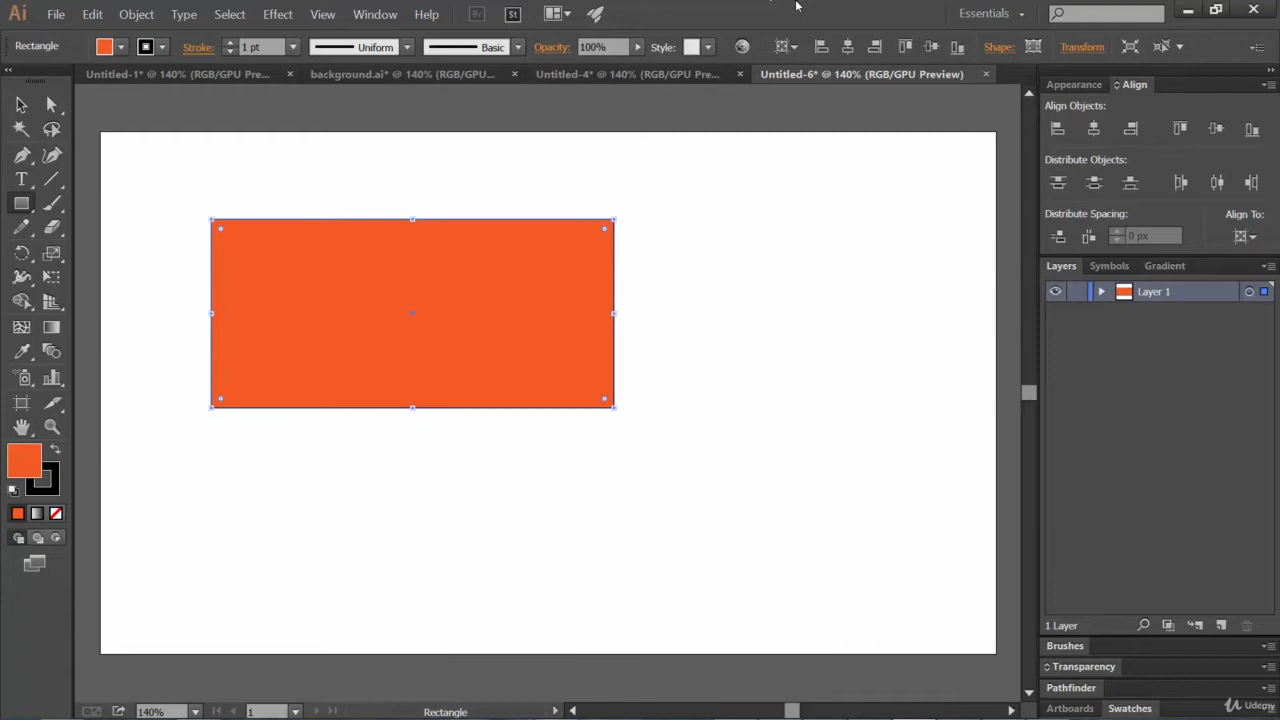 Ai File Edit Object Type Select Effect View Window Help Br St Essentials
Rectangle Stroke: 1 pt Uniform Basic Opacity: 100% Style: Shape: Transform
Untitled-1* @ 140% (RGB/GPU Pre... × background.ai* @ 140% (RGB/GPU... × Untitled-4* @ 140% (RGB/GPU Pre... × Untitled-6* @ 140% (RGB/GPU Preview) ×
Appearance Align
Align Objects:
Distribute Objects:
Distribute Spacing: Align To:
0 px
Layers Symbols Gradient
Layer 1
1 Layer
Brushes
Transparency
Pathfinder
Artboards Swatches
Udemy
140% 1 Rectangle